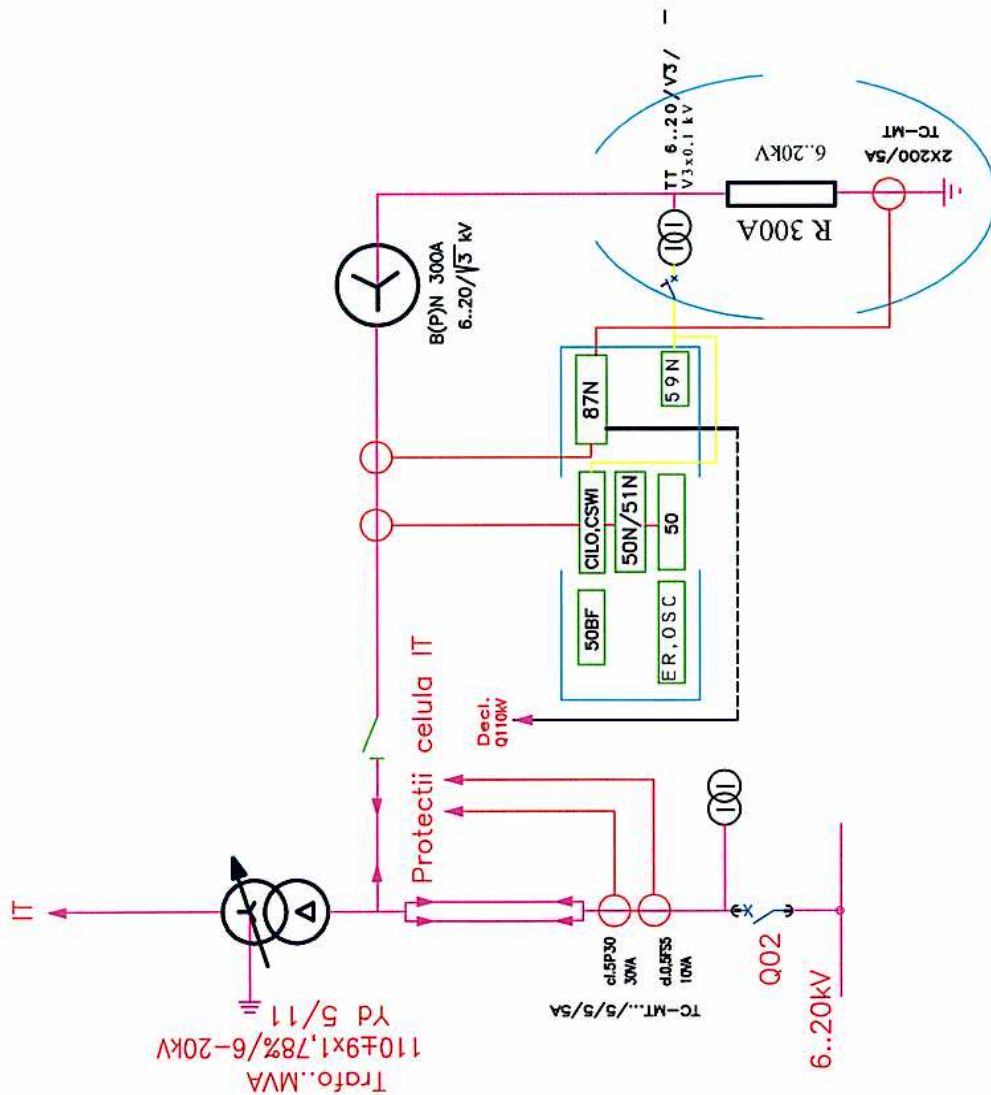 IT
Trafo..MVA
110±9x1,78%/6-20kV
Yd 5/11
Protectii celula IT
cl.5P30
30VA
cl.0,5FS5
10VA
TC-MT.../5/5/5A
Q02
6..20kV
Decl.
Q110kV
50BF
ER,OSC
CILO,CSWI
50N/51N
50
87N
59N
B(P)N 300A
6..20/√3 kV
TT 6..20/√3/
V3x0.1 kV
R 300A
6..20kV
2X200/5A
TC-MT